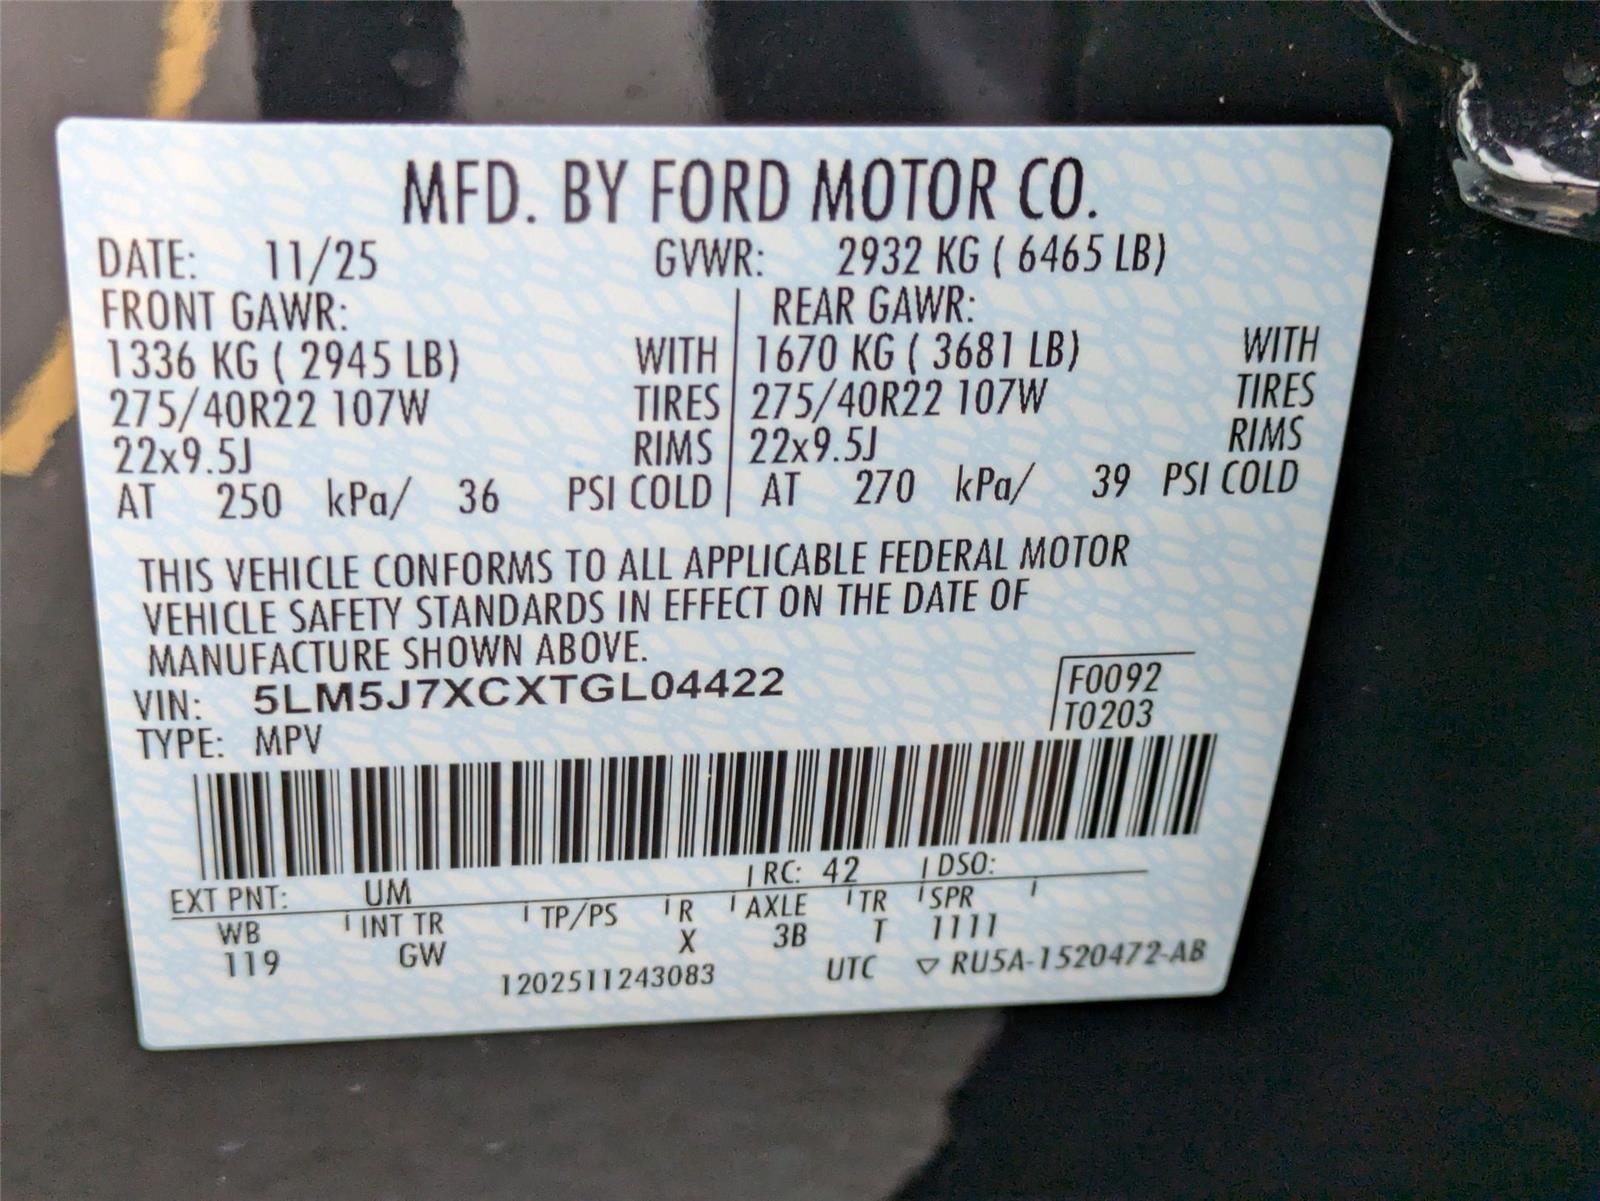 MFD. BY FORD MOTOR CO.
DATE: 11/25 GVWR: 2932 KG ( 6465 LB)
FRONT GAWR: REAR GAWR:
1336 KG ( 2945 LB) WITH 1670 KG ( 3681 LB) WITH
275/40R22 107W TIRES 275/40R22 107W TIRES
22x9.5J RIMS 22x9.5J RIMS
AT 250 kPa/ 36 PSI COLD AT 270 kPa/ 39 PSI COLD
THIS VEHICLE CONFORMS TO ALL APPLICABLE FEDERAL MOTOR
VEHICLE SAFETY STANDARDS IN EFFECT ON THE DATE OF
MANUFACTURE SHOWN ABOVE.
VIN: 5LM5J7XCXTGL04422 F0092
TYPE: MPV T0203
EXT PNT: UM RC: 42 DSO:
WB INT TR TP/PS R AXLE TR SPR
119 GW X 3B T 1111
1202511243083 UTC ▽ RU5A-1520472-AB